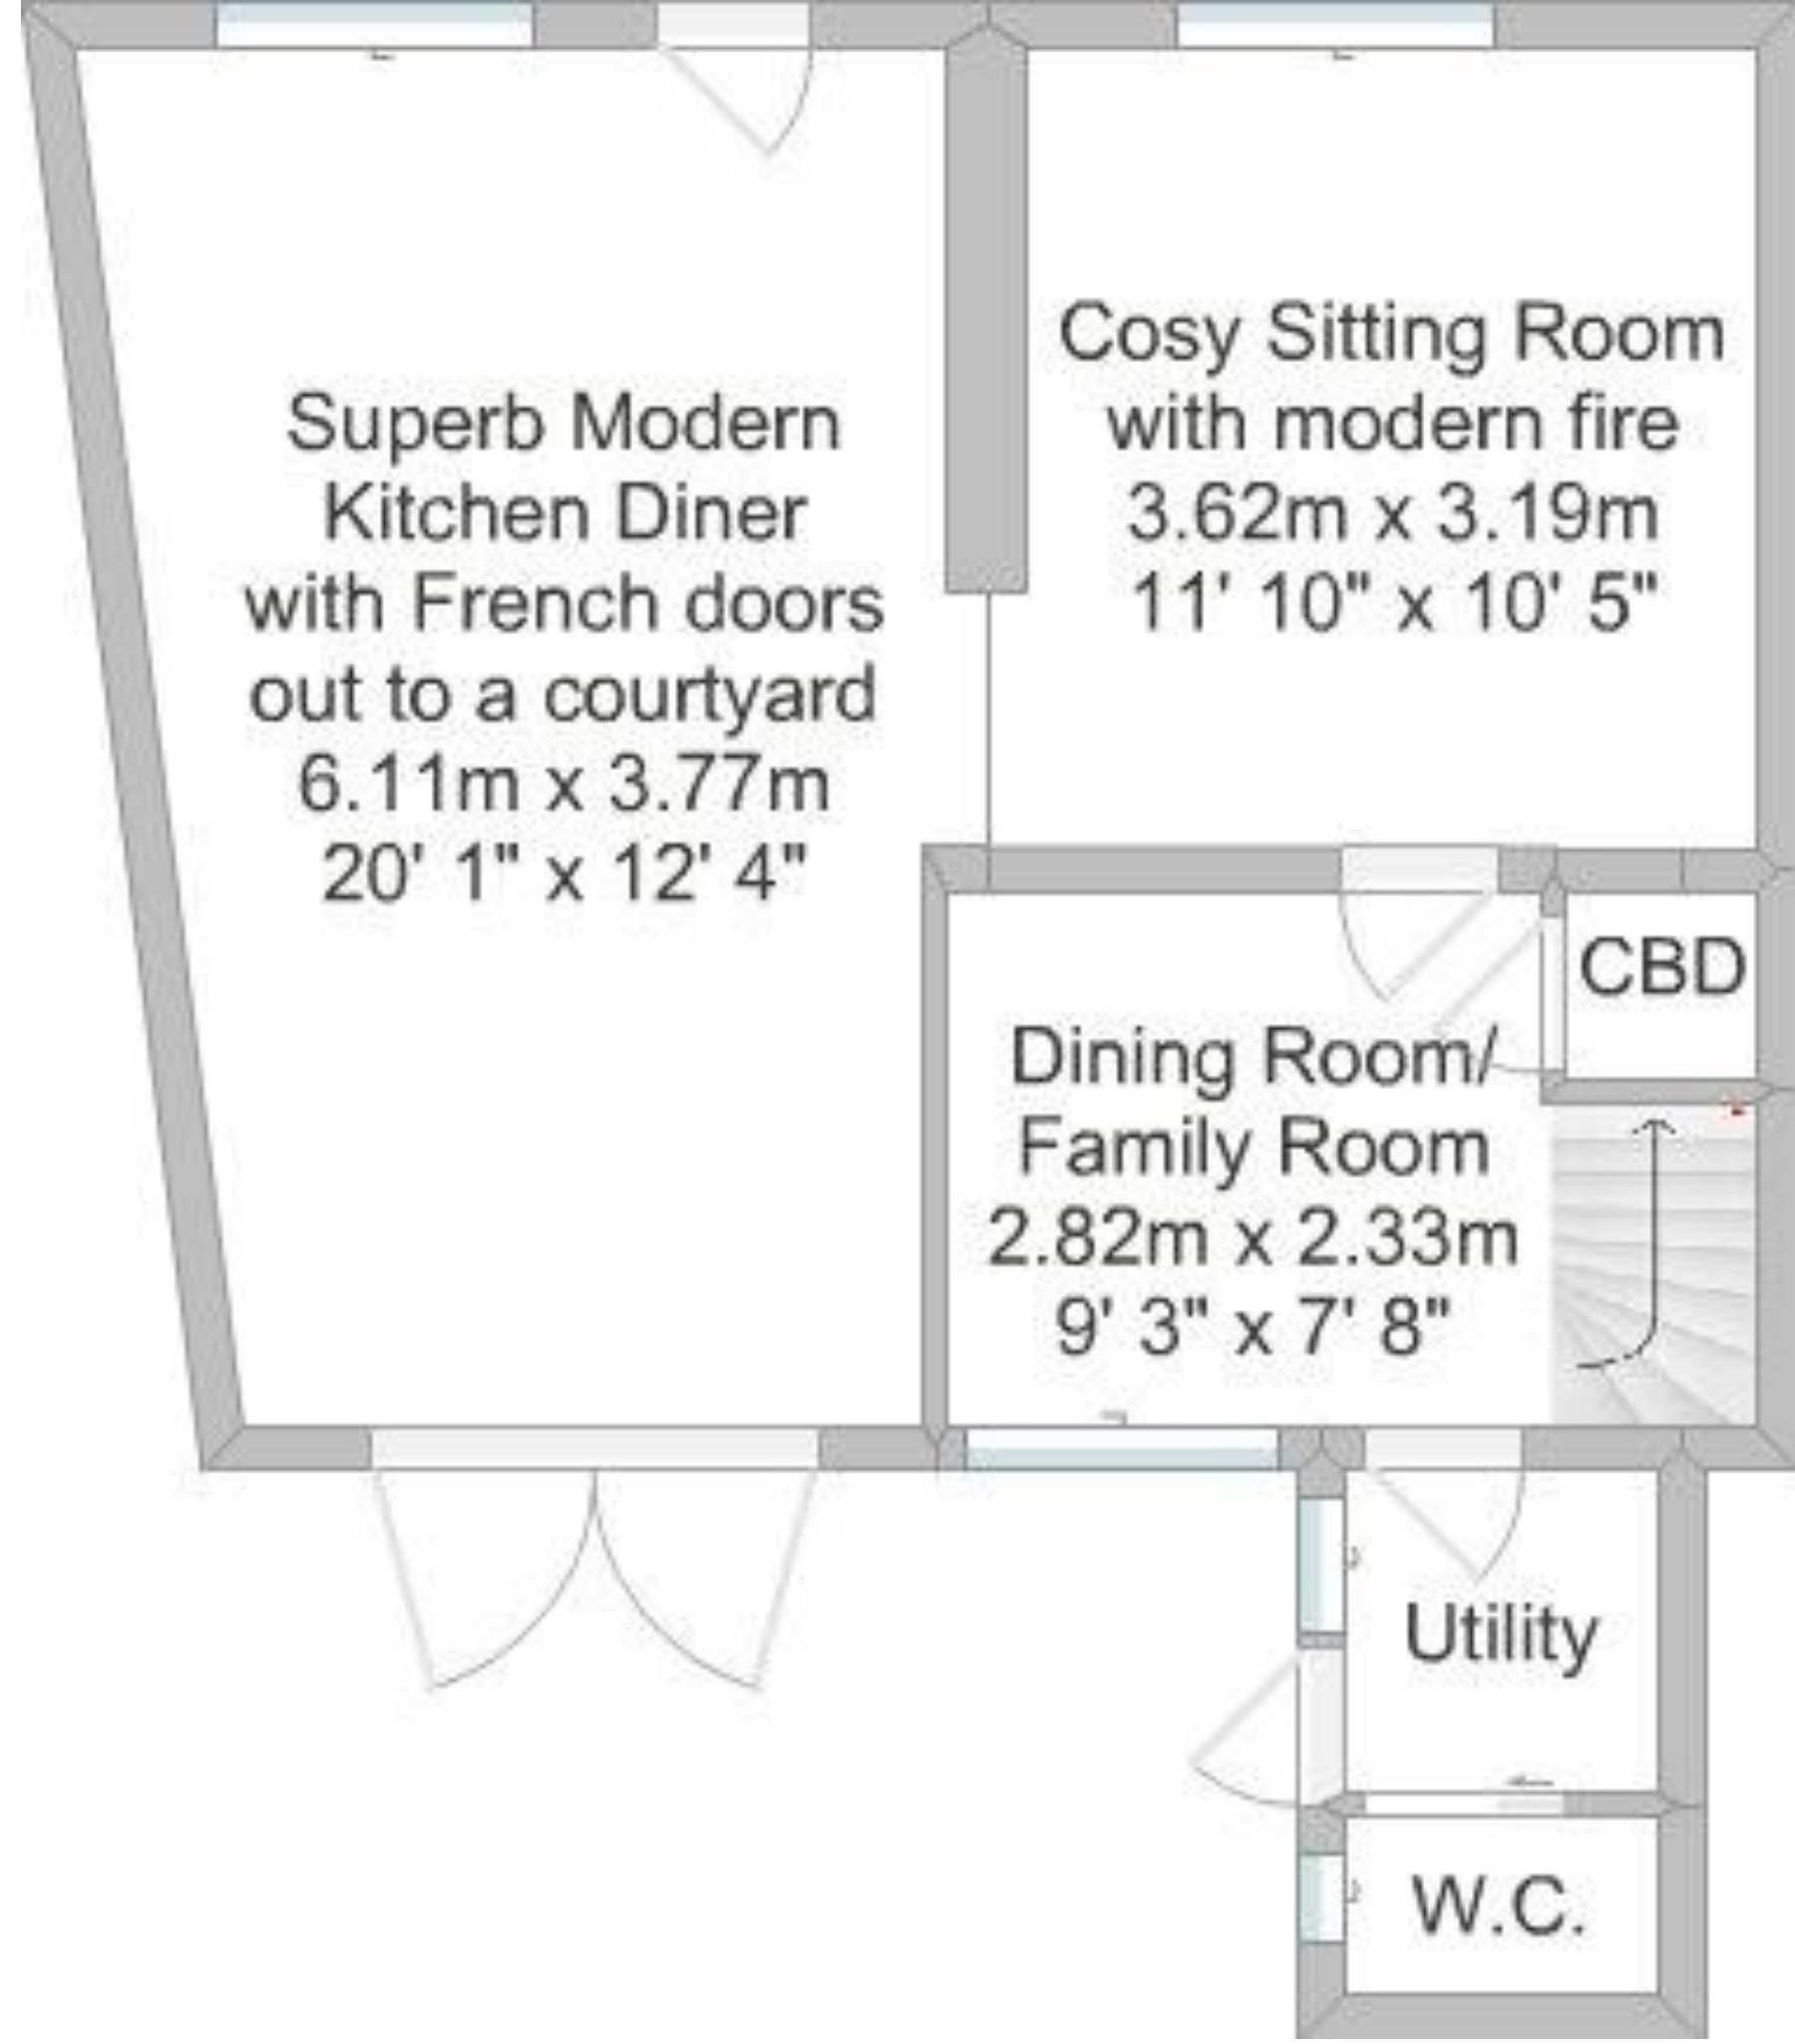 Superb Modern
Kitchen Diner
with French doors
out to a courtyard
6.11m x 3.77m
20' 1" x 12' 4"
Cosy Sitting Room
with modern fire
3.62m x 3.19m
11' 10" x 10' 5"
CBD
Dining Room/
Family Room
2.82m x 2.33m
9' 3" x 7' 8"
Utility
W.C.